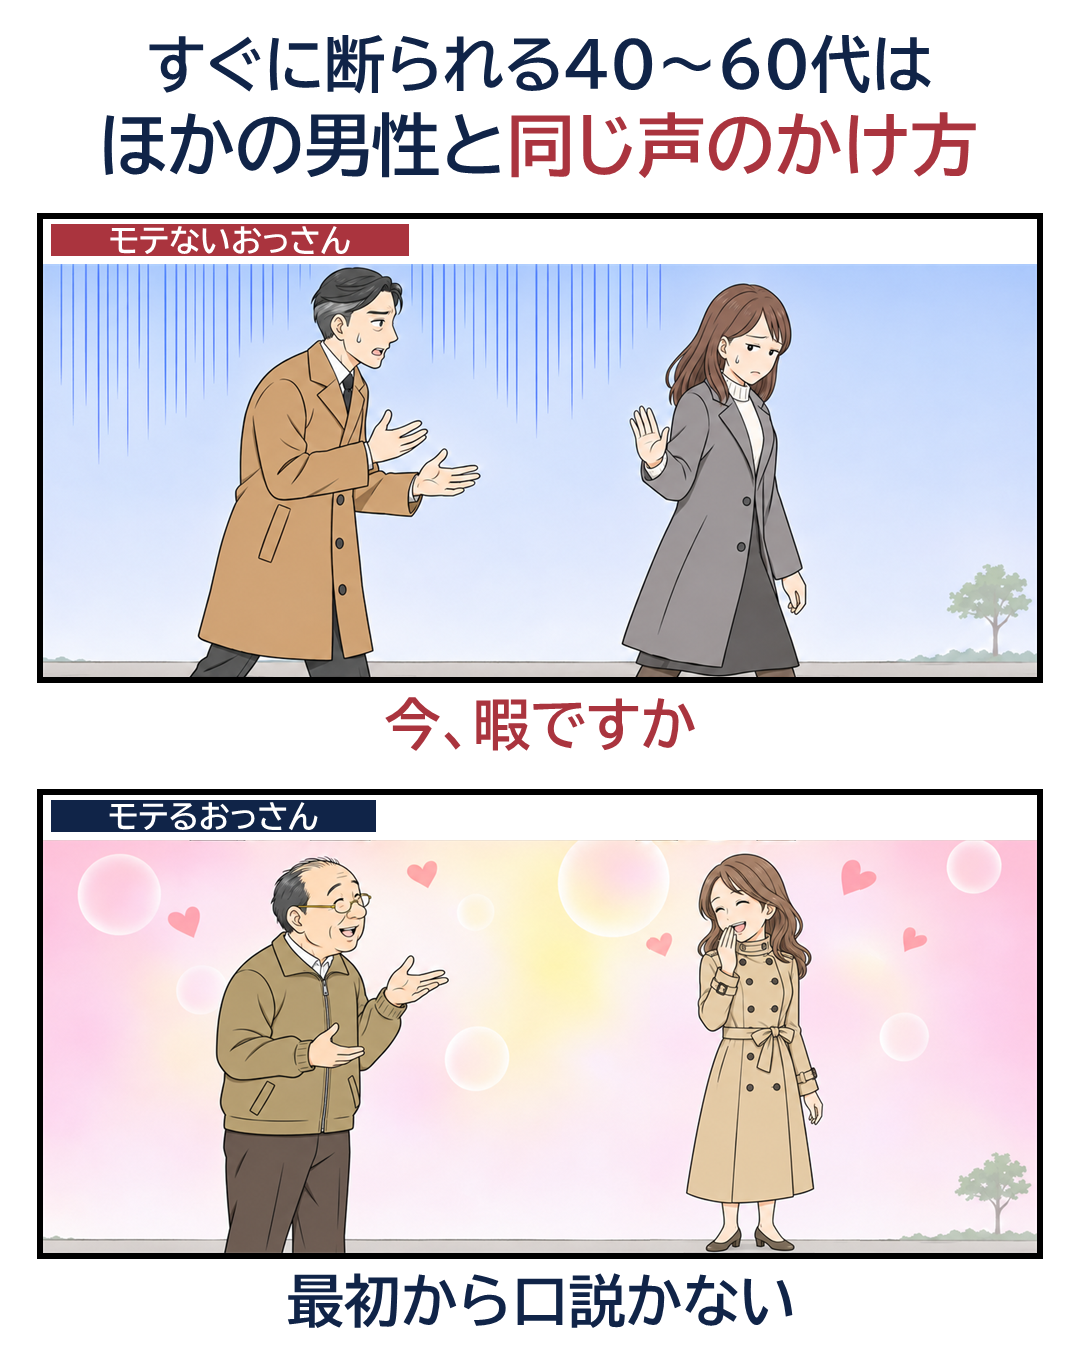 すぐに断られる40～60代は
ほかの男性と同じ声のかけ方
モテないおっさん
今、暇ですか
モテるおっさん
最初から口説かない